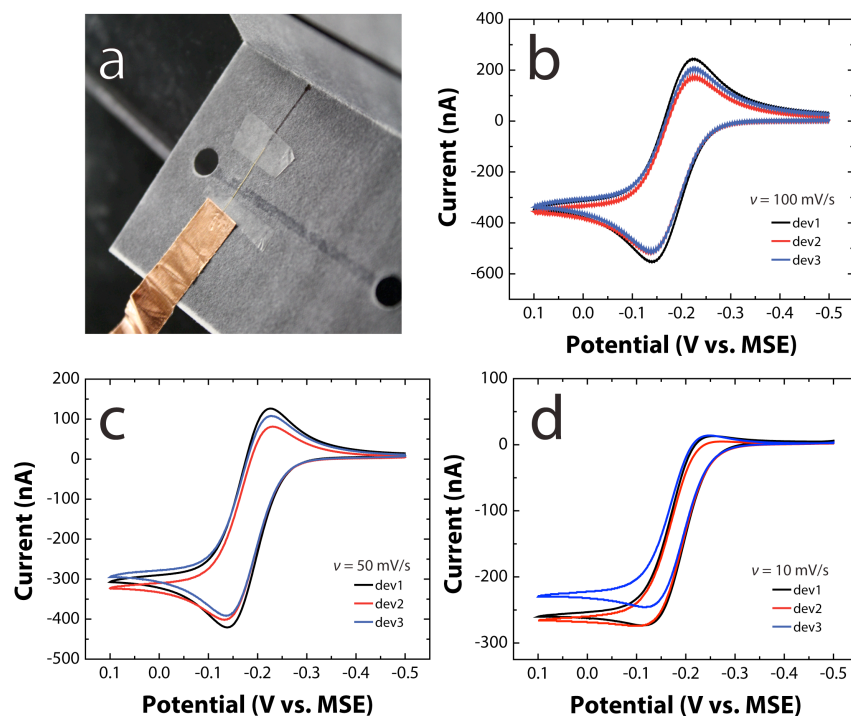 a
b
400
200
0
-200
-400
-600
Current (nA)
ν = 100 mV/s
dev1
dev2
dev3
0.1 0.0 -0.1 -0.2 -0.3 -0.4 -0.5
Potential (V vs. MSE)
c
200
100
0
-100
-200
-300
-400
-500
Current (nA)
ν = 50 mV/s
dev1
dev2
dev3
0.1 0.0 -0.1 -0.2 -0.3 -0.4 -0.5
Potential (V vs. MSE)
d
100
0
-100
-200
-300
Current (nA)
ν = 10 mV/s
dev1
dev2
dev3
0.1 0.0 -0.1 -0.2 -0.3 -0.4 -0.5
Potential (V vs. MSE)